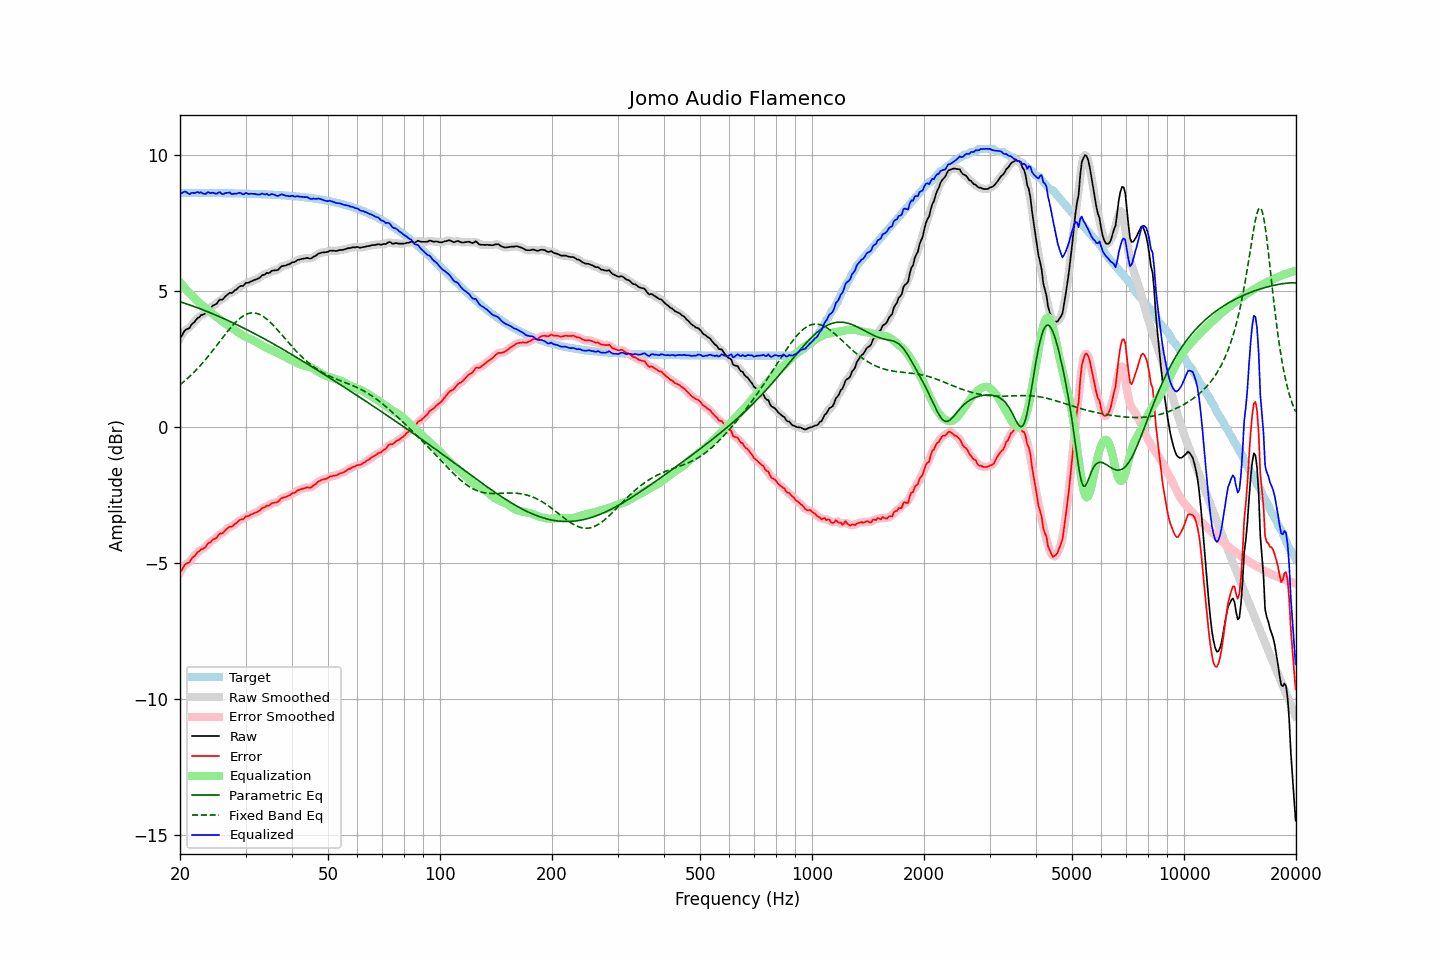 Jomo Audio Flamenco
Amplitude (dBr)
10
5
0
−5
−10
−15
Target
Raw Smoothed
Error Smoothed
Raw
Error
Equalization
Parametric Eq
Fixed Band Eq
Equalized
20 50 100 200 500 1000 2000 5000 10000 20000
Frequency (Hz)